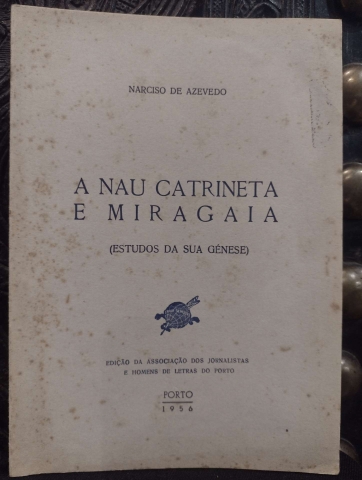 NARCISO DE AZEVEDO
A NAU CATRINETA
E MIRAGAIA
(ESTUDOS DA SUA GÉNESE)
EDIÇÃO DA ASSOCIAÇÃO DOS JORNALISTAS
E HOMENS DE LETRAS DO PORTO
PORTO
1956